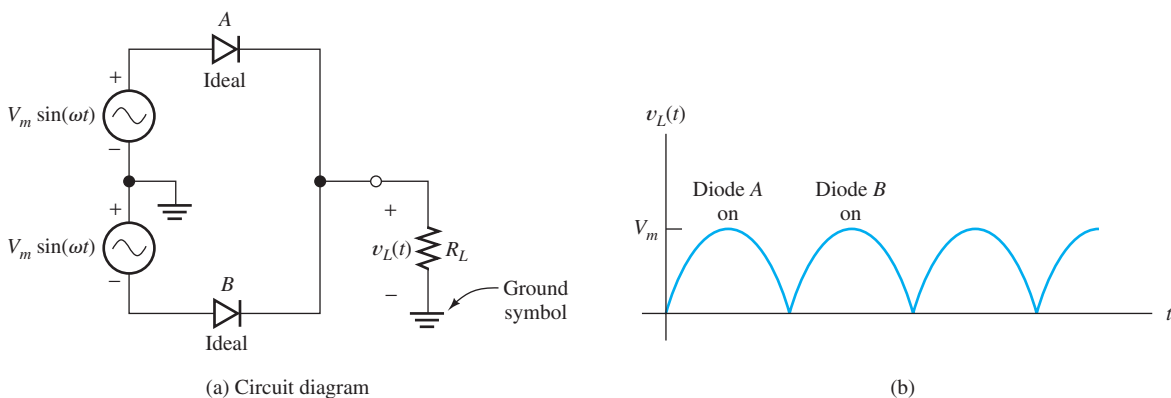 A
Ideal
+
V_m sin(ωt)
−
+
V_m sin(ωt)
−
B
Ideal
+
v_L(t) R_L
−
Ground
symbol
(a) Circuit diagram
v_L(t)
Diode A
on
Diode B
on
V_m
t
(b)